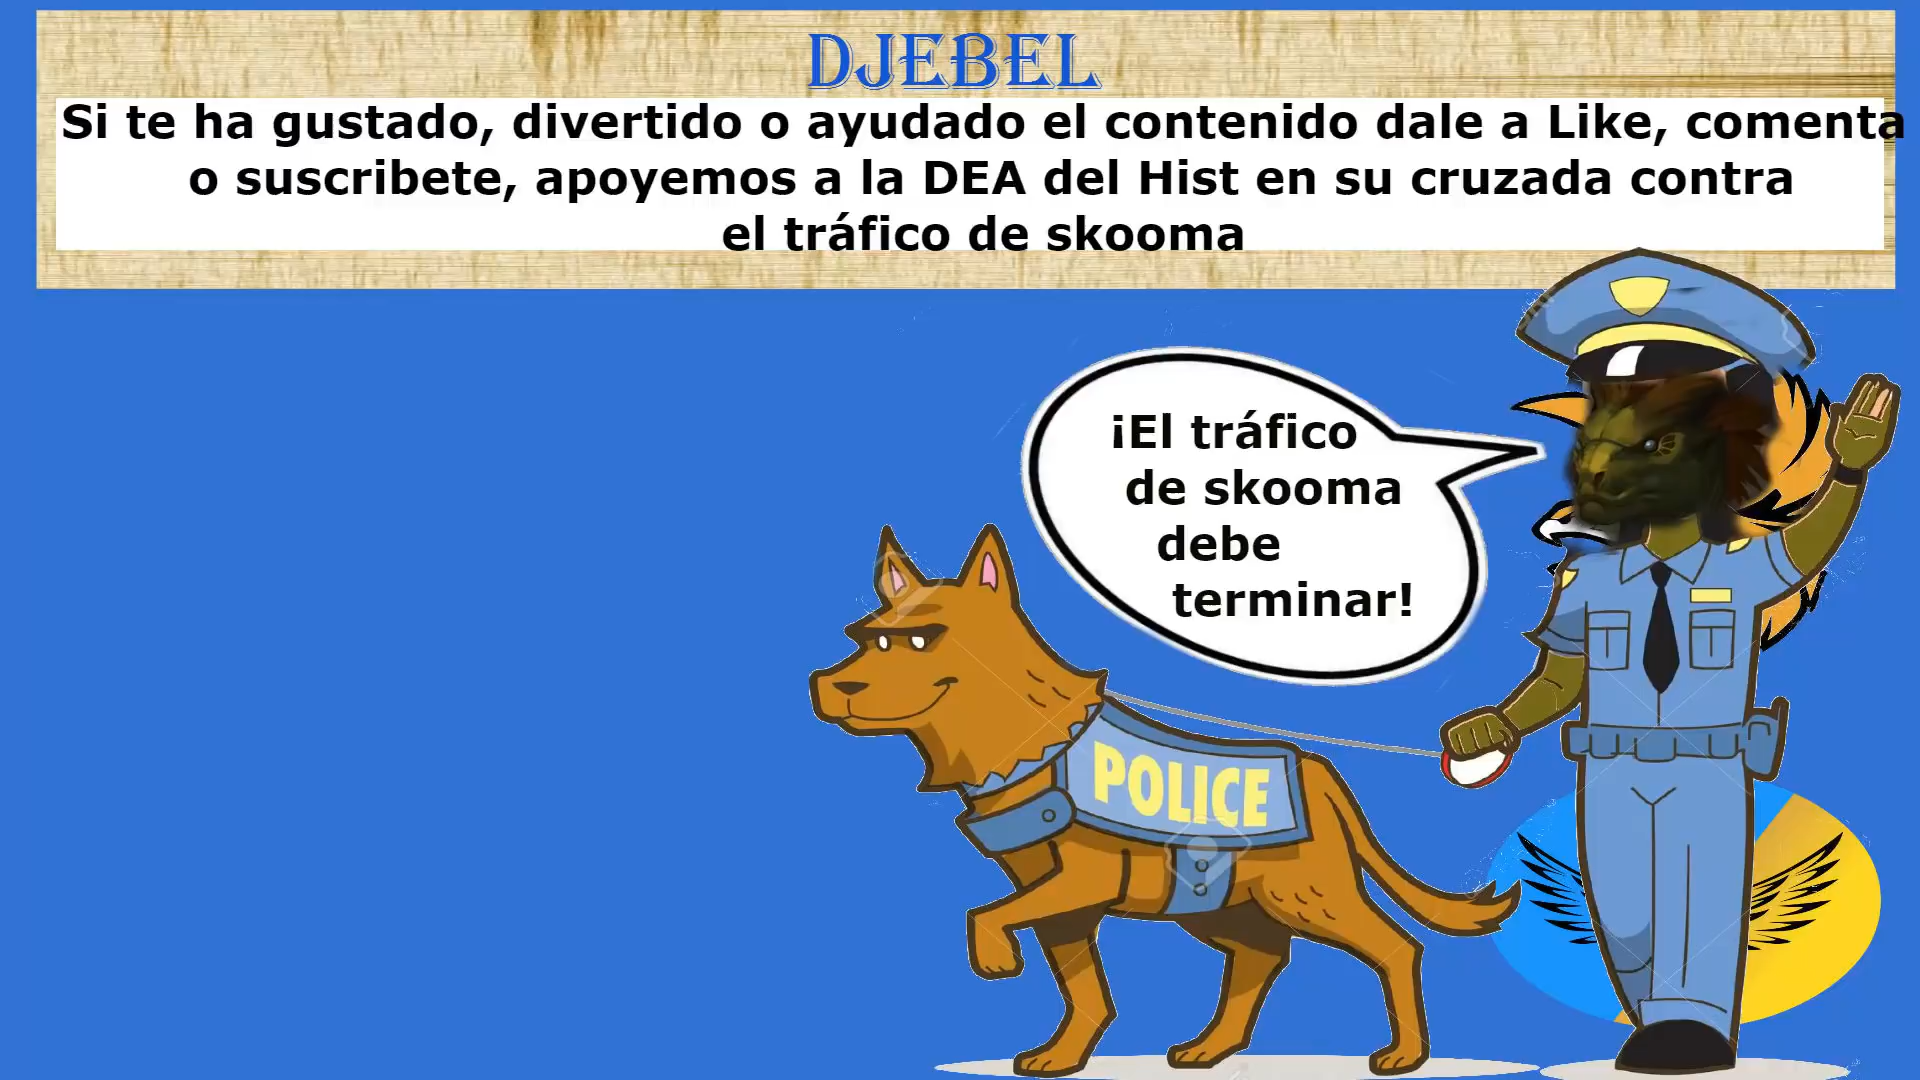 DJEBEL
Si te ha gustado, divertido o ayudado el contenido dale a Like, comenta
o suscribete, apoyemos a la DEA del Hist en su cruzada contra
el tráfico de skooma
¡El tráfico
de skooma
debe
terminar!
POLICE